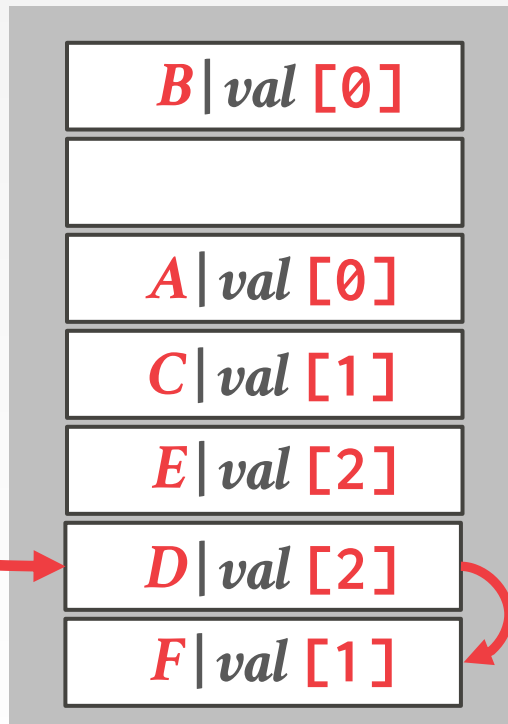 B|val [0]
A|val [0]
C|val [1]
E|val [2]
D|val [2]
F|val [1]